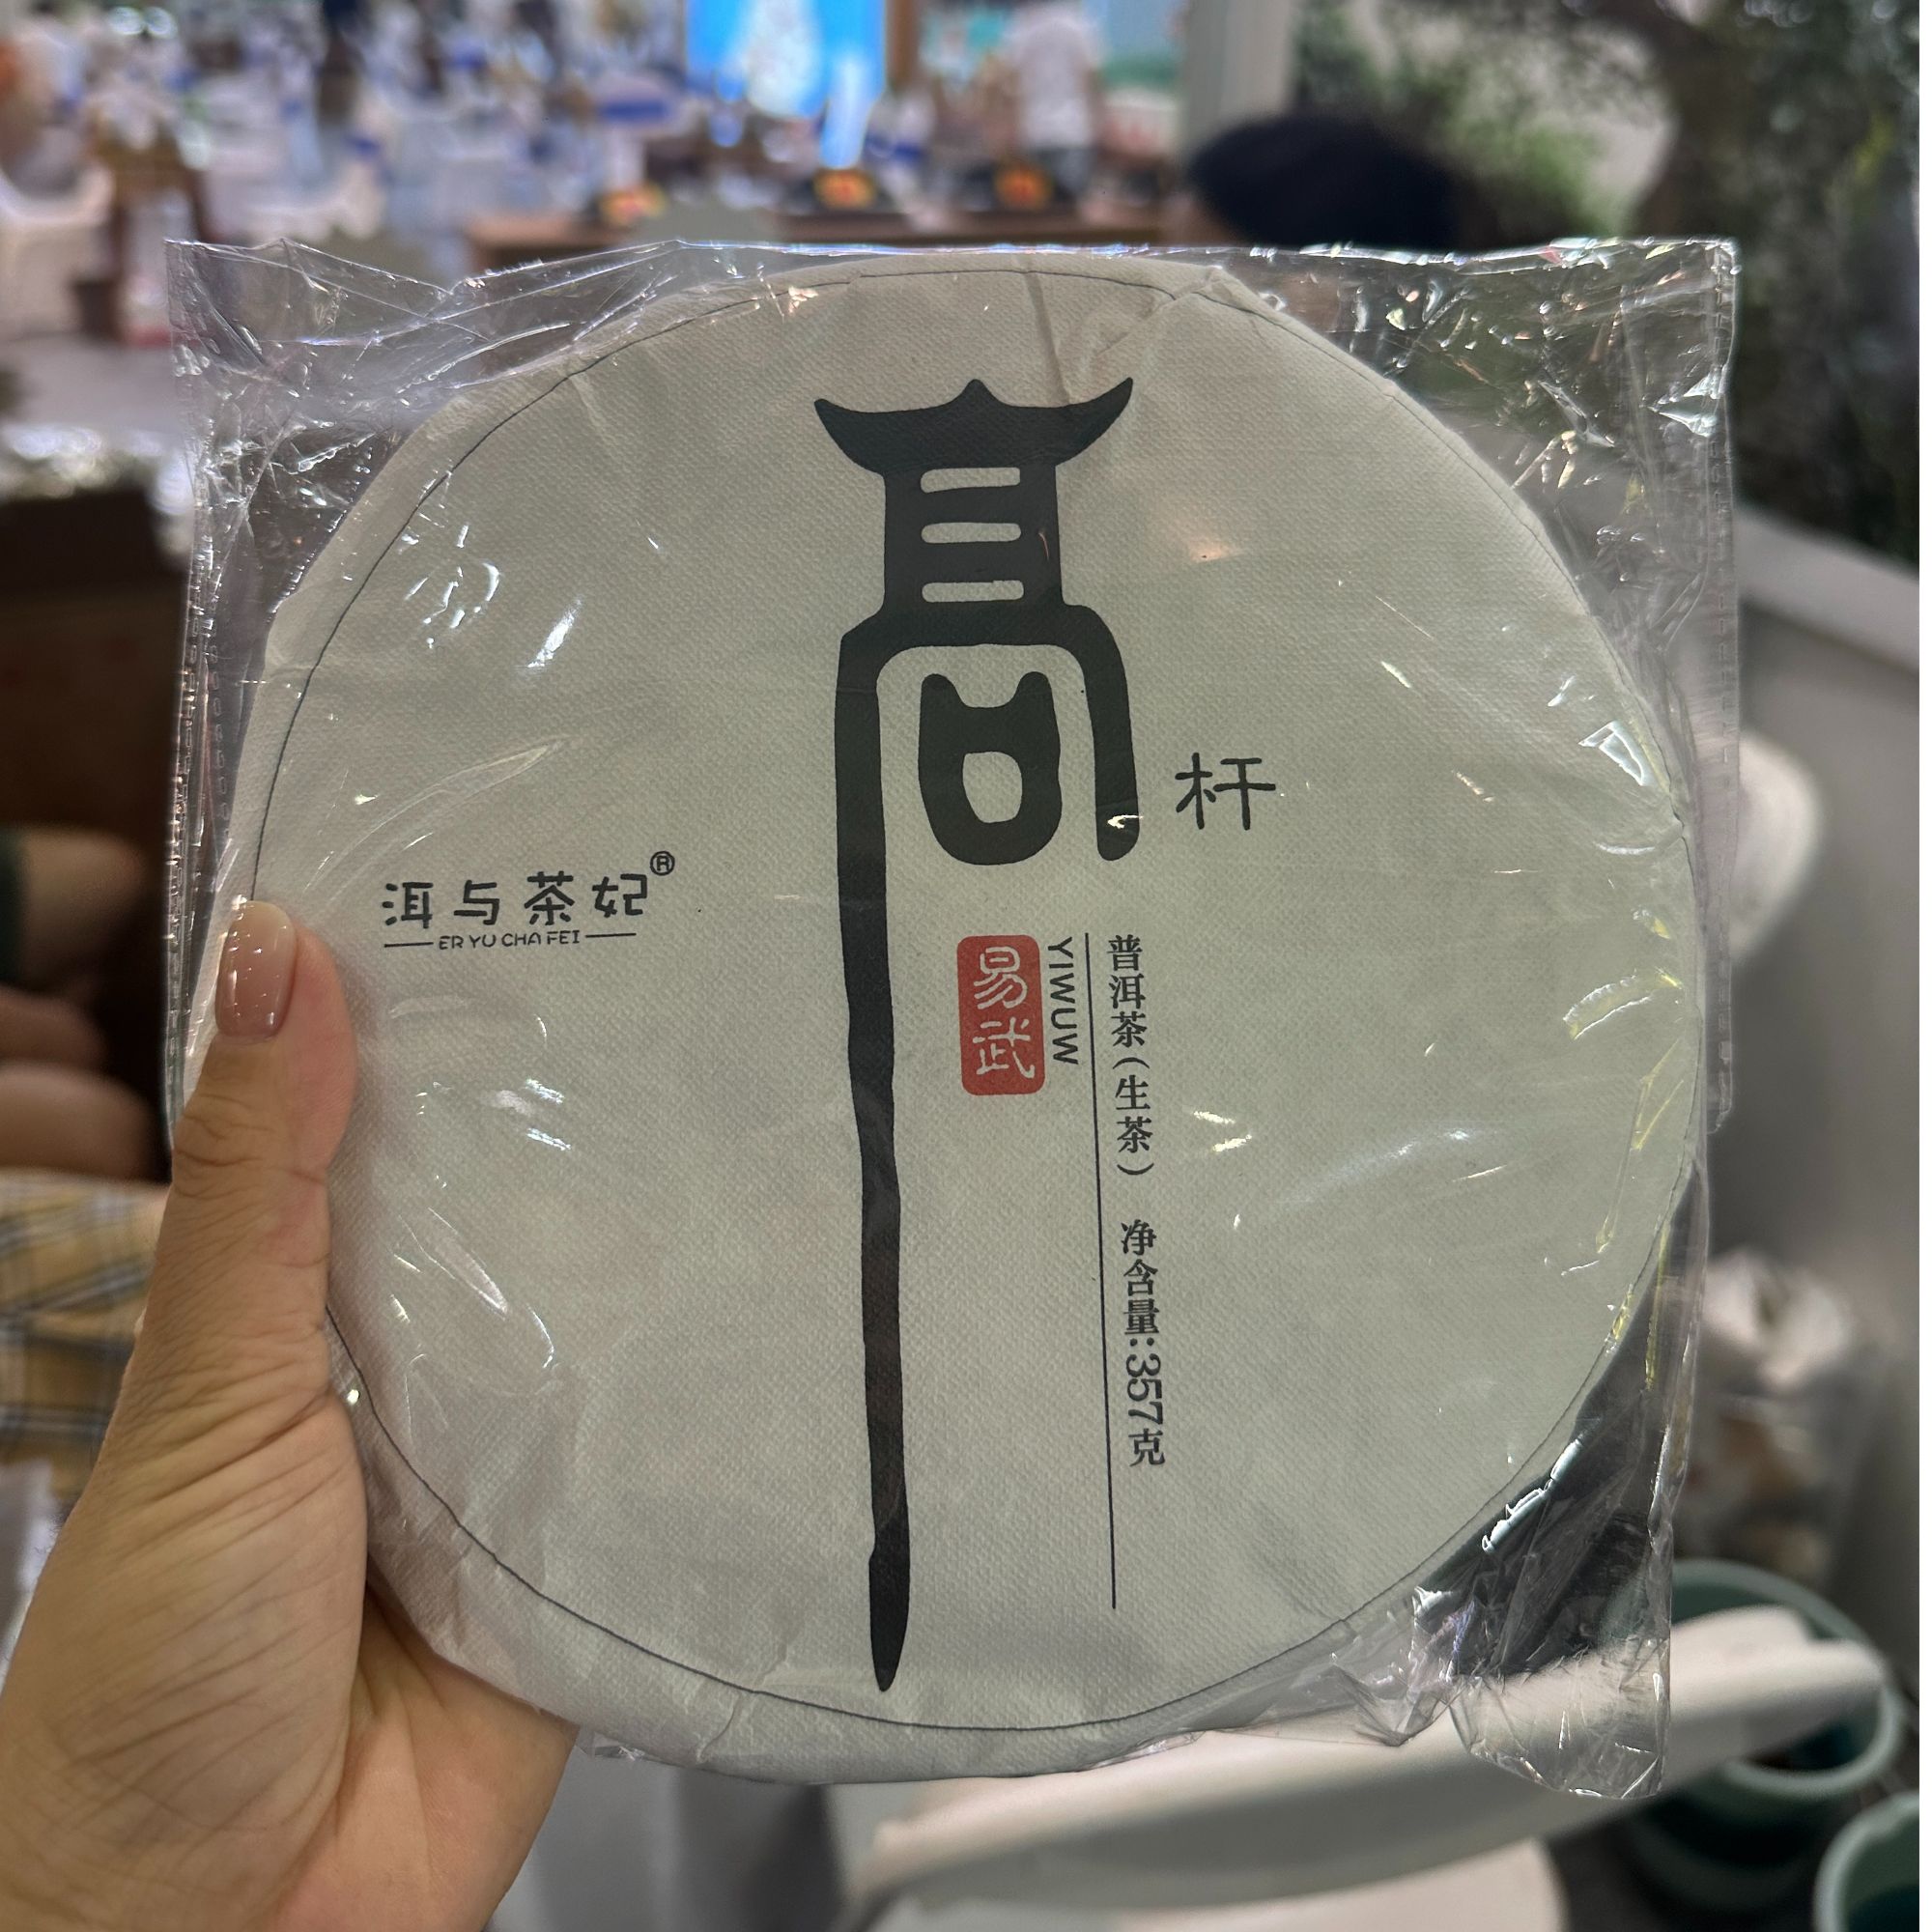 高
杆
洱与茶妃®
ER YU CHA FEI
易武
YIWUW
普洱茶(生茶) 净含量:357克